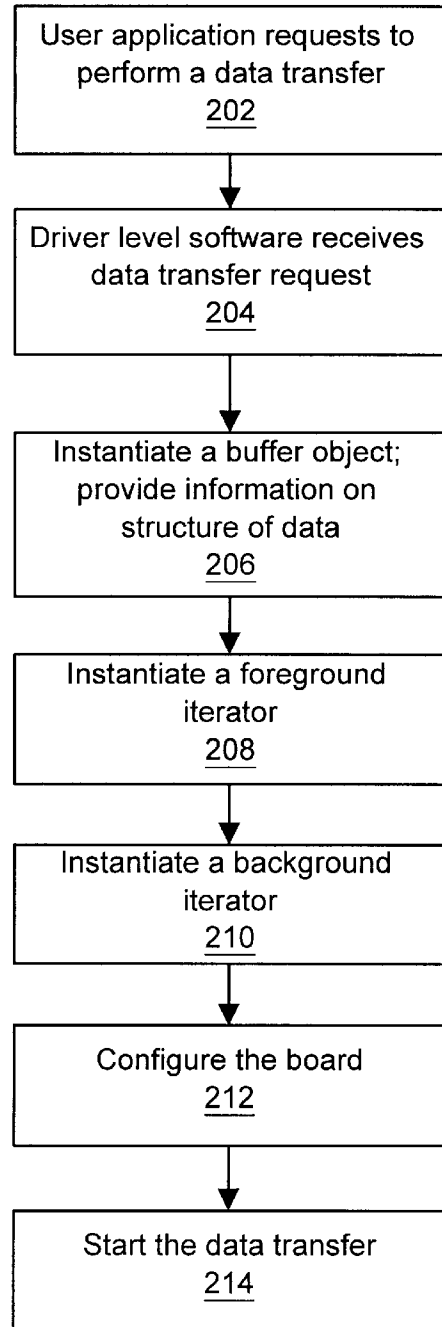 User application requests to
perform a data transfer
202
Driver level software receives
data transfer request
204
Instantiate a buffer object;
provide information on
structure of data
206
Instantiate a foreground
iterator
208
Instantiate a background
iterator
210
Configure the board
212
Start the data transfer
214